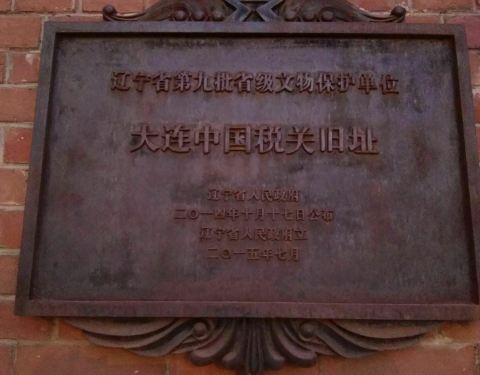 辽宁省第九批省级文物保护单位
大连中国税关旧址
辽宁省人民政府
二〇一四年十月十七日公布
辽宁省人民政府立
二〇一五年七月